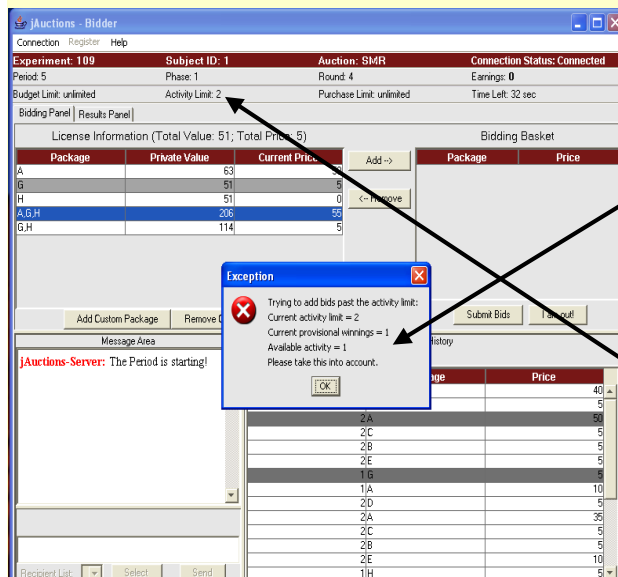 jAuctions - Bidder
Connection Register Help
Experiment: 109 Subject ID: 1 Auction: SMR Connection Status: Connected
Period: 5 Phase: 1 Round: 4 Earnings: 0
Budget Limit: unlimited Activity Limit: 2 Purchase Limit: unlimited Time Left: 32 sec
Bidding Panel Results Panel
License Information (Total Value: 51; Total Price: 5) Bidding Basket
Package Private Value Current Price Add --> Package Price
A 63
G 51 5
H 51 0 <-- Remove
A,G,H 206 55
G,H 114 5
Exception
Trying to add bids past the activity limit:
Current activity limit = 2
Current provisional winnings = 1
Available activity = 1
Please take this into account.
OK
Add Custom Package Remove Submit Bids I am out!
Message Area History
jAuctions-Server: The Period is starting!
Price
40
5
2 A 50
2 C 5
2 B 5
2 E 5
1 G 5
1 A 10
2 D 5
2 A 35
2 C 5
2 B 5
2 E 10
1 H 5
Recipient List: Select Send